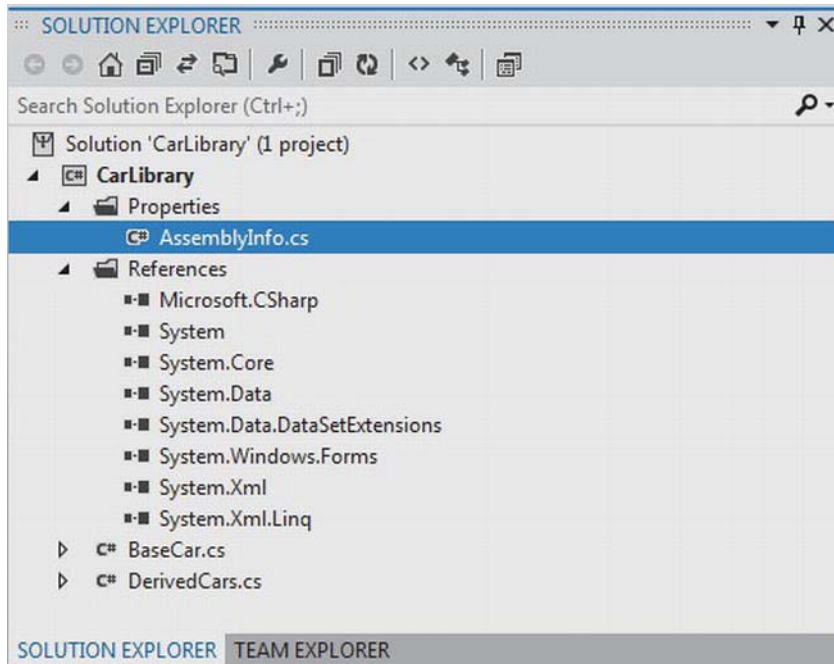 SOLUTION EXPLORER
Search Solution Explorer (Ctrl+;)
Solution 'CarLibrary' (1 project)
C# CarLibrary
Properties
C# AssemblyInfo.cs
References
Microsoft.CSharp
System
System.Core
System.Data
System.Data.DataSetExtensions
System.Windows.Forms
System.Xml
System.Xml.Linq
C# BaseCar.cs
C# DerivedCars.cs
SOLUTION EXPLORER TEAM EXPLORER